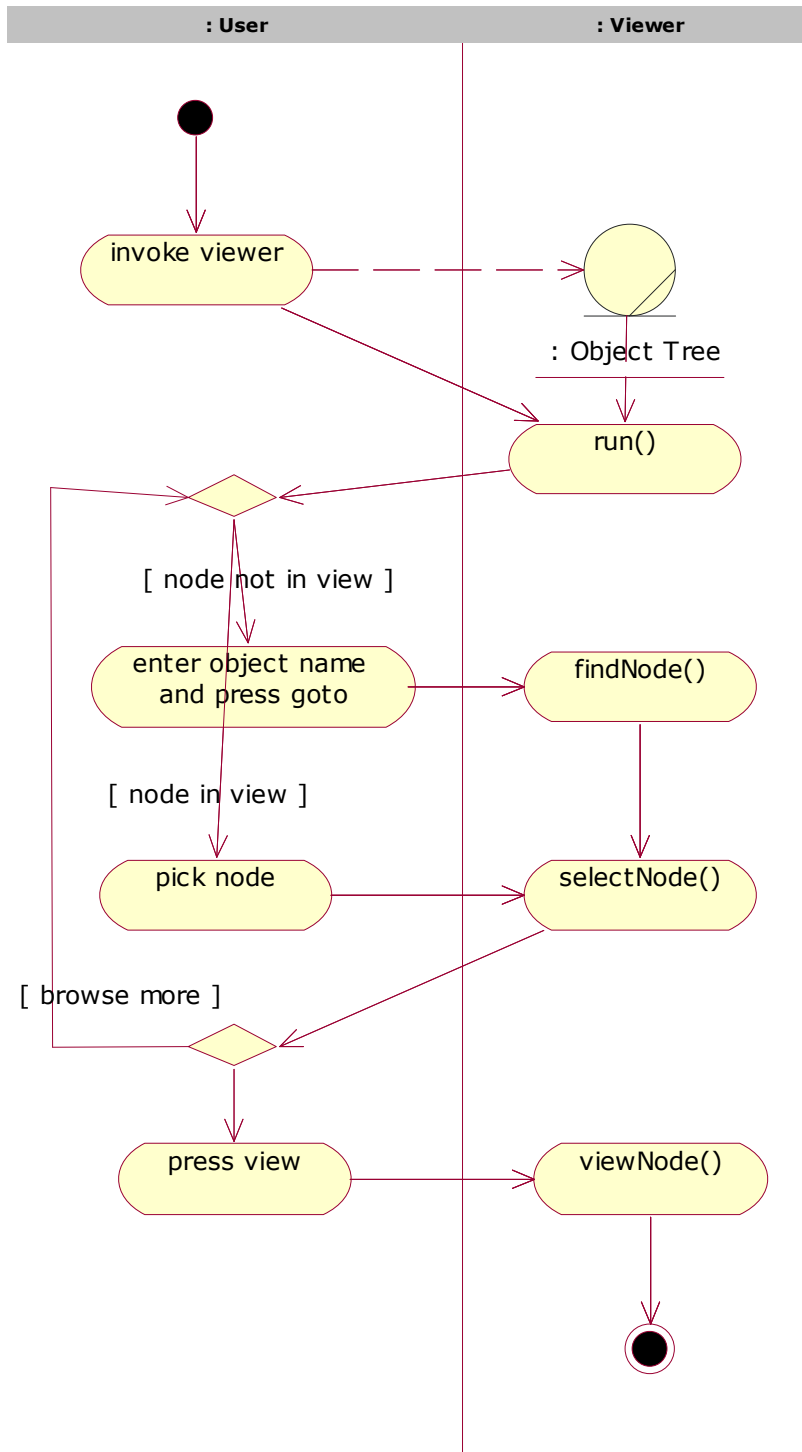 : User
: Viewer
invoke viewer
: Object Tree
run()
[ node not in view ]
enter object name
and press goto
findNode()
[ node in view ]
pick node
selectNode()
[ browse more ]
press view
viewNode()